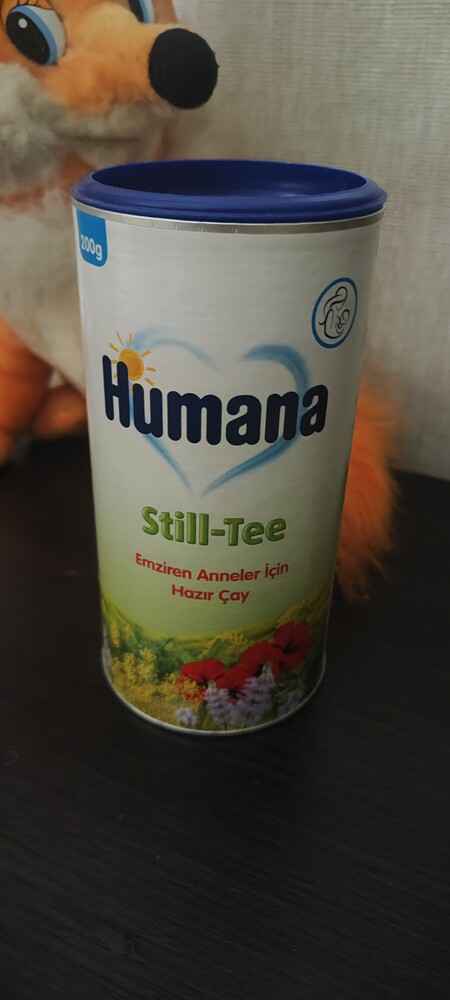 200g
Humana
Still-Tee
Emziren Anneler İçin
Hazır Çay